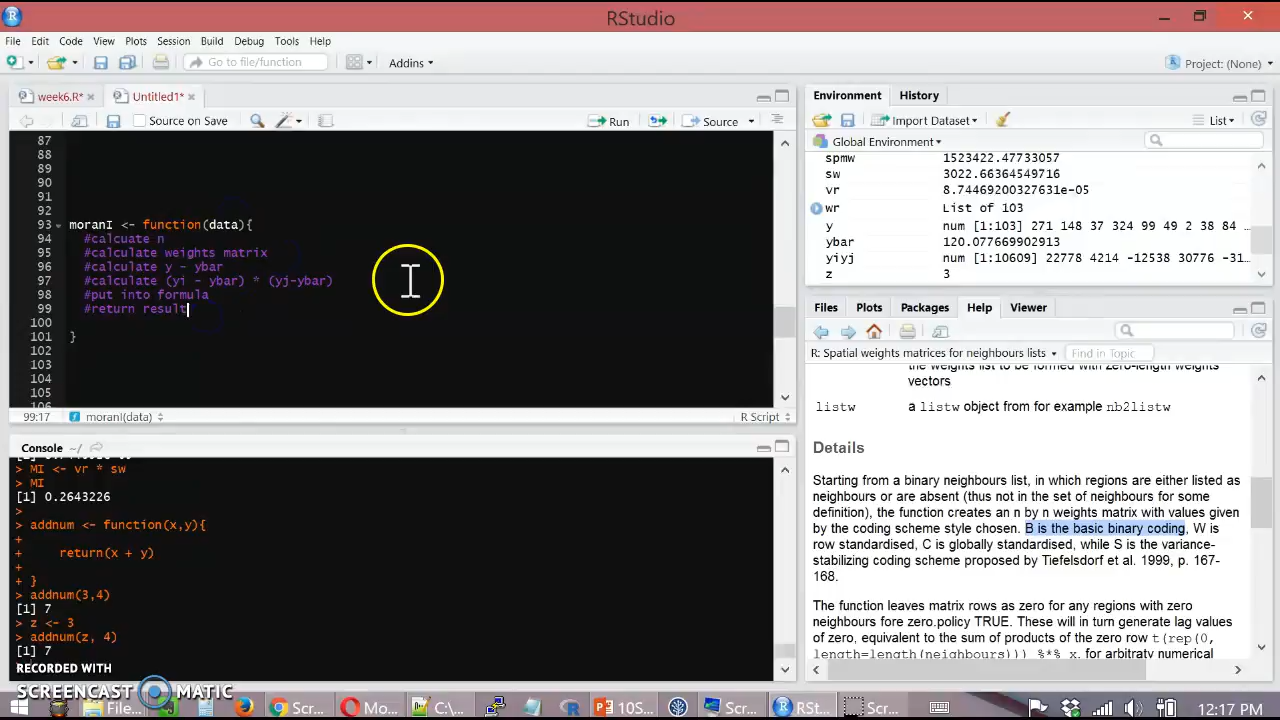 RStudio
File Edit Code View Plots Session Build Debug Tools Help
Go to file/function
Addins
Project: (None)
week6.R*
Untitled1*
Source on Save
Run
Source
87
88
89
90
91
92
93 moranI <- function(data){
94 #calcuate n
95 #calculate weights matrix
96 #calculate y - ybar
97 #calculate (yi - ybar) * (yj-ybar)
98 #put into formula
99 #return result
100
101 }
102
103
104
105
106
99:17 moranI(data) R Script
Console ~/
> MI <- vr * sw
> MI
[1] 0.2643226
>
> addnum <- function(x,y){
+
+ return(x + y)
+
+ }
> addnum(3,4)
[1] 7
> z <- 3
> addnum(z, 4)
[1] 7
RECORDED WITH
SCREENCAST MATIC
Environment History
Import Dataset
List
Global Environment
spmw 1523422.47733057
sw 3022.66364549716
vr 8.74469200327631e-05
wr List of 103
y num [1:103] 271 148 37 324 99 49 2 38 84 ...
ybar 120.077669902913
yiyj num [1:10609] 22778 4214 -12538 30776 -31...
z 3
Files Plots Packages Help Viewer
R: Spatial weights matrices for neighbours lists
Find in Topic
the weights list to be formed with zero-length weights
vectors
listw a listw object from for example nb2listw
Details
Starting from a binary neighbours list, in which regions are either listed as
neighbours or are absent (thus not in the set of neighbours for some
definition), the function creates an n by n weights matrix with values given
by the coding scheme style chosen. B is the basic binary coding, W is
row standardised, C is globally standardised, while S is the variance-
stabilizing coding scheme proposed by Tiefelsdorf et al. 1999, p. 167-
168.
The function leaves matrix rows as zero for any regions with zero
neighbours fore zero.policy TRUE. These will in turn generate lag values
of zero, equivalent to the sum of products of the zero row t(rep(0,
length=length(neighbours))) %*% x, for arbitraty numerical
File... Scr... Mo... C:\... 10S... Scr... RSt... Scr... 12:17 PM